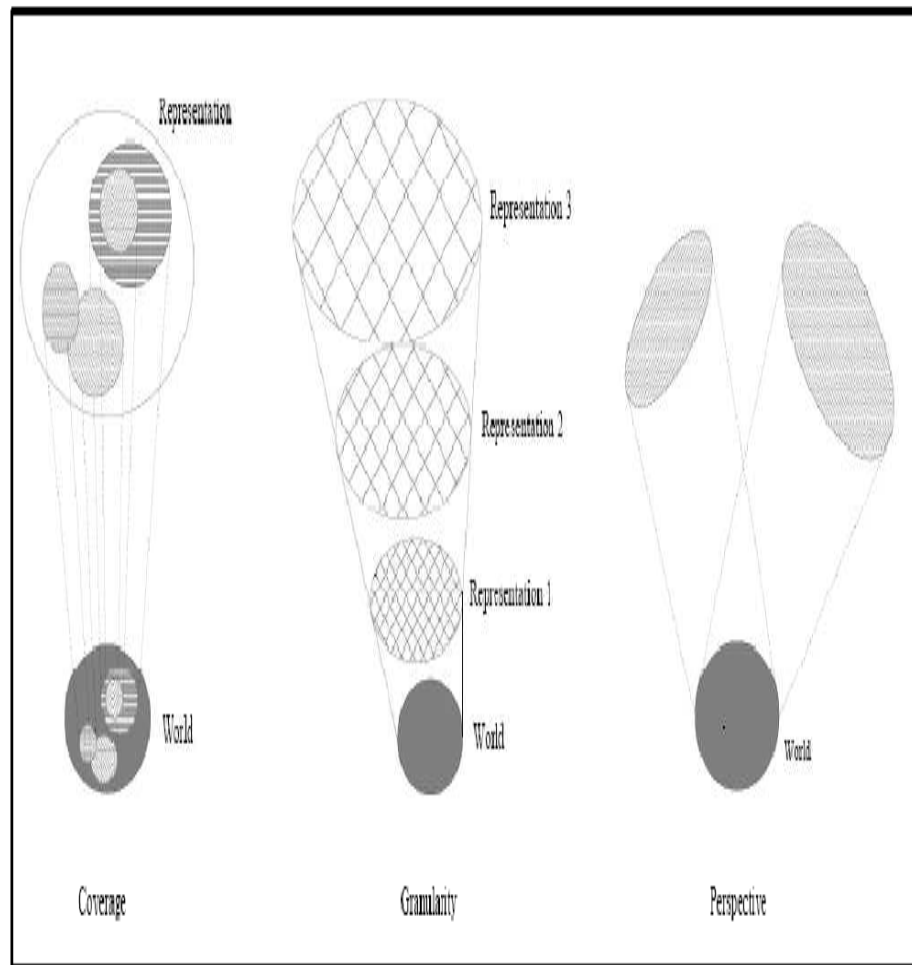 Representation
World
Coverage
Representation 3
Representation 2
Representation 1
World
Granularity
World
Perspective